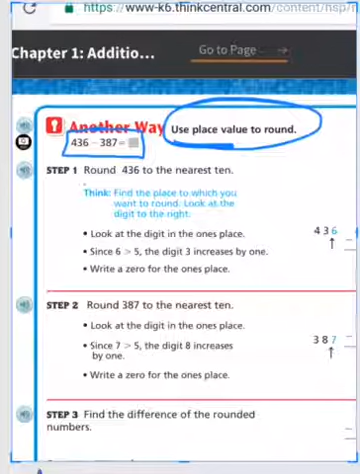 https://www-k6.thinkcentral.com/content/hsp/
Chapter 1: Additio...
Go to Page
Another Way Use place value to round.
436 − 387 =
STEP 1 Round 436 to the nearest ten.
Think: Find the place to which you
want to round. Look at the
digit to the right.
• Look at the digit in the ones place.
436
• Since 6 > 5, the digit 3 increases by one.
• Write a zero for the ones place.
STEP 2 Round 387 to the nearest ten.
• Look at the digit in the ones place.
387
• Since 7 > 5, the digit 8 increases
by one.
• Write a zero for the ones place.
STEP 3 Find the difference of the rounded
numbers.